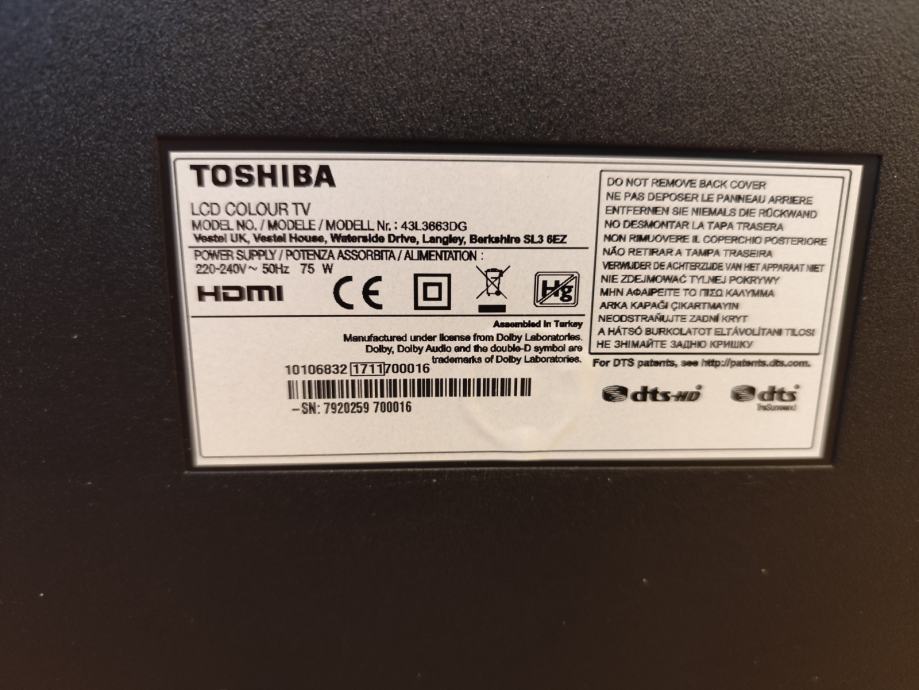 TOSHIBA
LCD COLOUR TV
MODEL NO. / MODELE / MODELL Nr. : 43L3663DG
Vestel UK, Vestel House, Waterside Drive, Langley, Berkshire SL3 6EZ
POWER SUPPLY / POTENZA ASSORBITA / ALIMENTATION :
220-240V ~ 50Hz 75 W
HDMI
CE
Hg
Assembled in Turkey
Manufactured under license from Dolby Laboratories.
Dolby, Dolby Audio and the double-D symbol are
trademarks of Dolby Laboratories.
10106832 1711 700016
-SN: 7920259 700016
DO NOT REMOVE BACK COVER
NE PAS DEPOSER LE PANNEAU ARRIERE
ENTFERNEN SIE NIEMALS DIE RÜCKWAND
NO DESMONTAR LA TAPA TRASERA
NON RIMUOVERE IL COPERCHIO POSTERIORE
NÃO RETIRAR A TAMPA TRASEIRA
VERWIJDER DE ACHTERZIJDE VAN HET APPARAAT NIET
NIE ZDEJMOWAĆ TYLNEJ POKRYWY
ΜΗΝ ΑΦΑΙΡΕΙΤΕ ΤΟ ΠΙΣΩ ΚΑΛΥΜΜΑ
ARKA KAPAĞI ÇIKARTMAYIN
NEODSTRAŇUJTE ZADNÍ KRYT
A HÁTSÓ BURKOLATOT ELTÁVOLÍTANI TILOS!
НЕ ЗНІМАЙТЕ ЗАДНЮ КРИШКУ
For DTS patents, see http://patents.dts.com.
dts-HD
dts
TruSurround